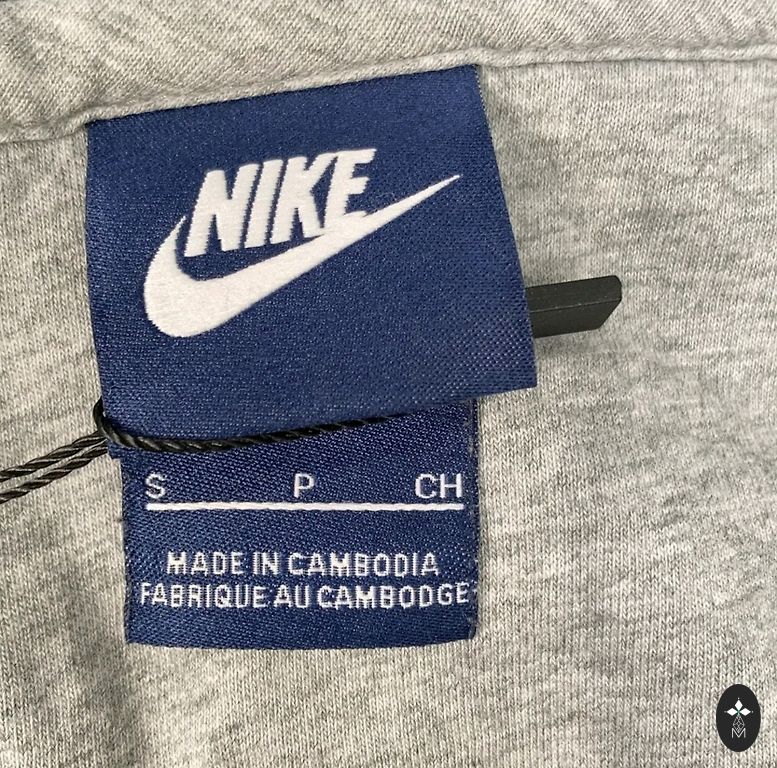 NIKE
S P CH
MADE IN CAMBODIA
FABRIQUE AU CAMBODGE
M